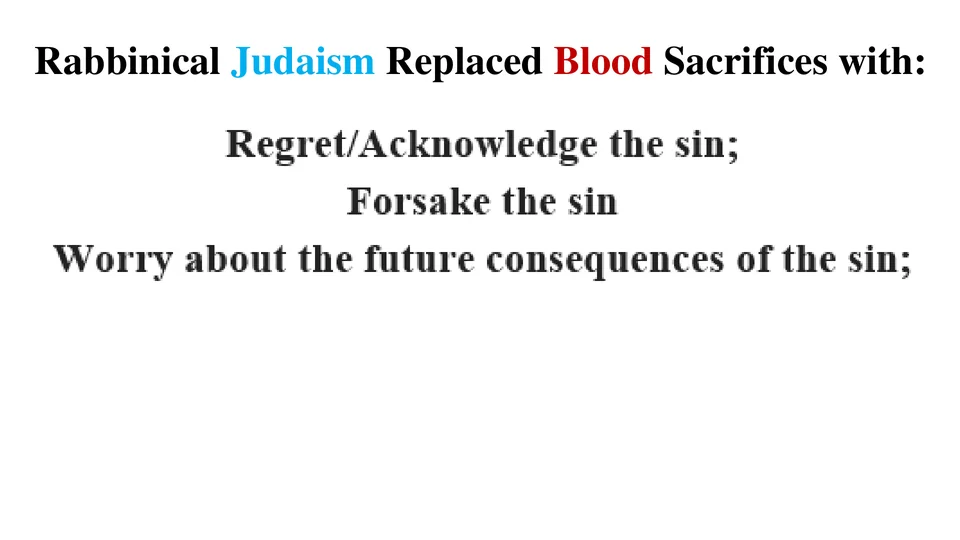 Rabbinical Judaism Replaced Blood Sacrifices with:
Regret/Acknowledge the sin;
Forsake the sin
Worry about the future consequences of the sin;